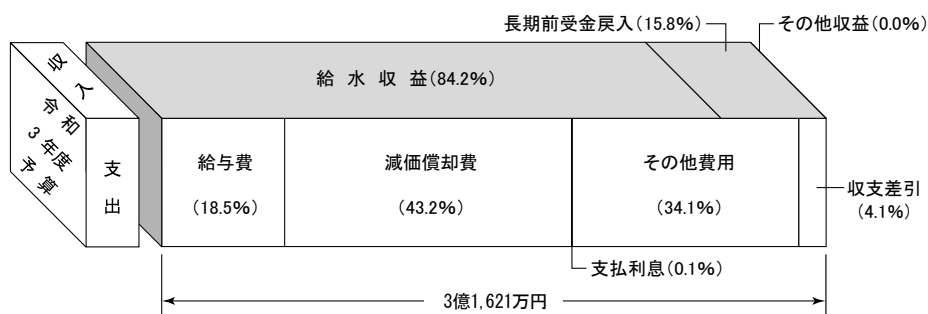 長期前受金戻入(15.8%)
その他収益(0.0%)
収入
給水収益(84.2%)
令和
3年度
予算
支出
給与費
(18.5%)
減価償却費
(43.2%)
その他費用
(34.1%)
収支差引
(4.1%)
支払利息(0.1%)
3億1,621万円